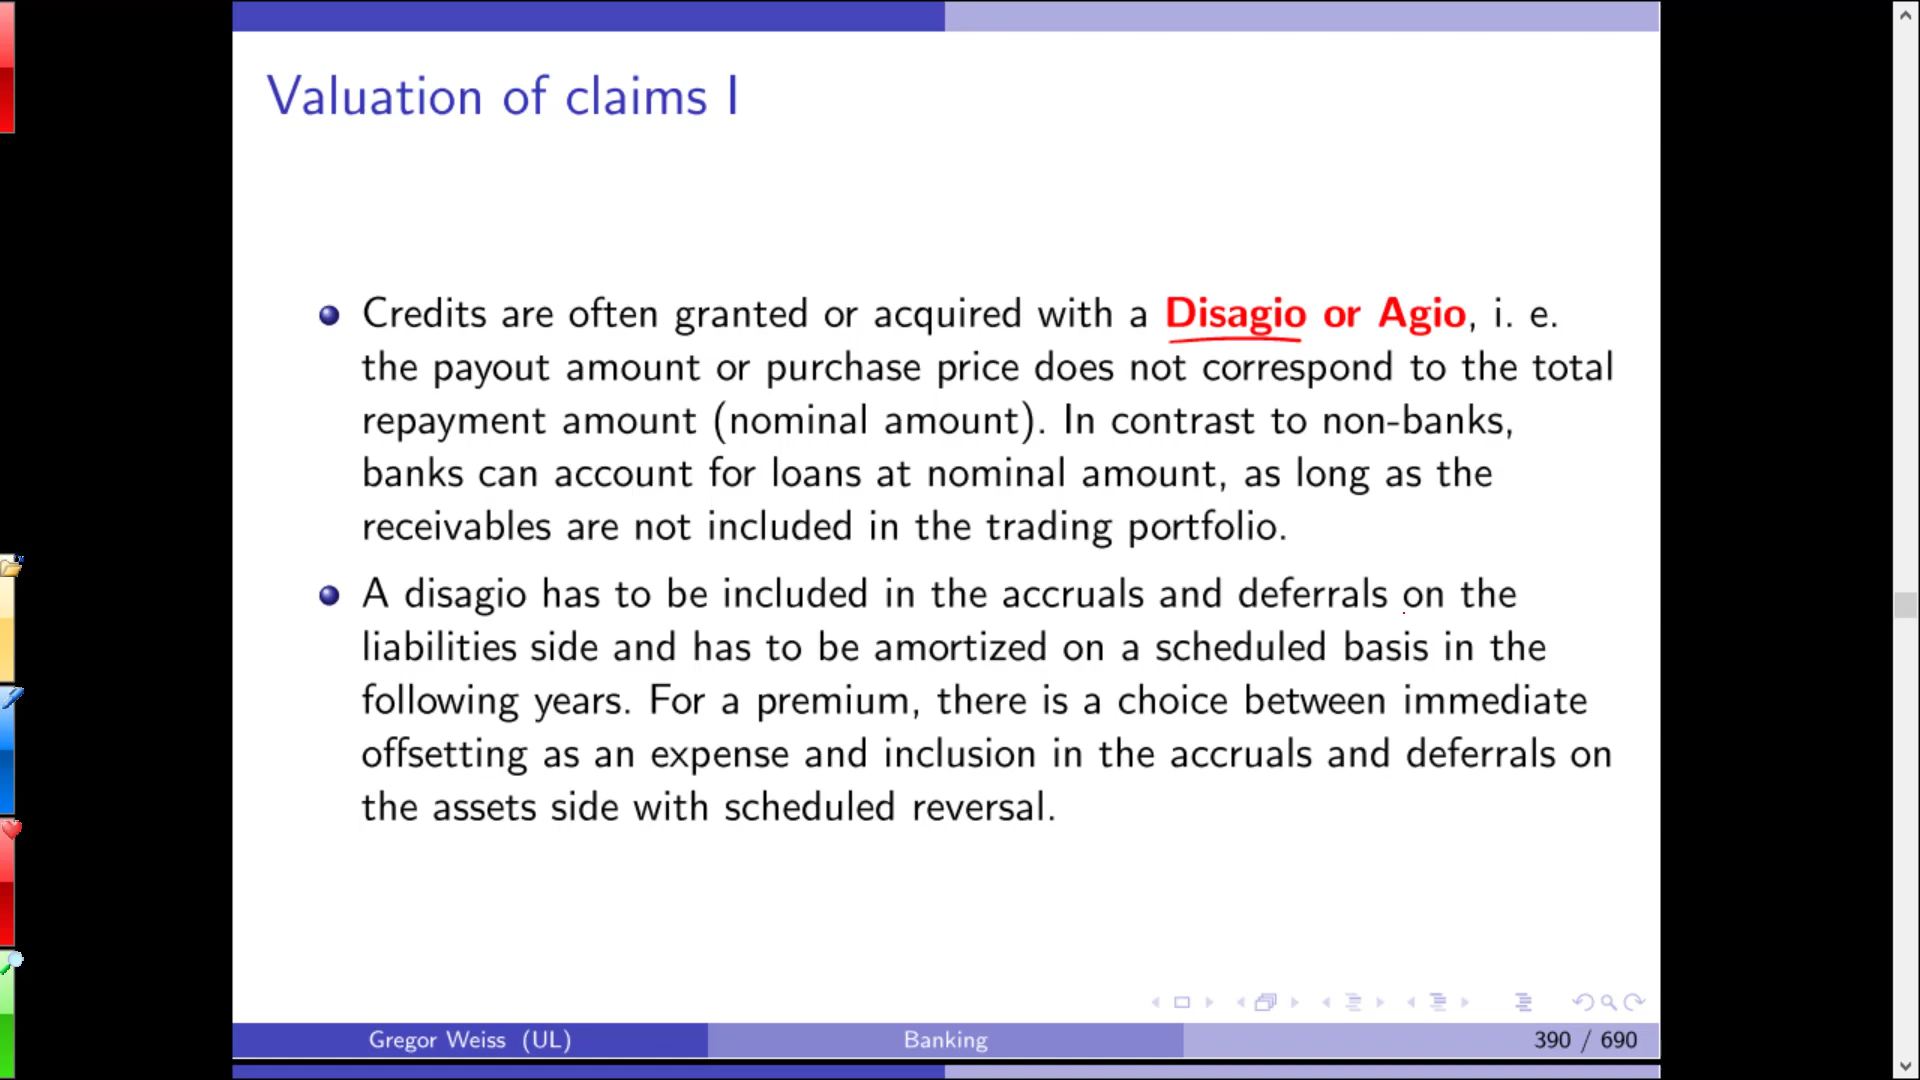 Valuation of claims I
Credits are often granted or acquired with a Disagio or Agio, i. e.
the payout amount or purchase price does not correspond to the total
repayment amount (nominal amount). In contrast to non-banks,
banks can account for loans at nominal amount, as long as the
receivables are not included in the trading portfolio.
A disagio has to be included in the accruals and deferrals on the
liabilities side and has to be amortized on a scheduled basis in the
following years. For a premium, there is a choice between immediate
offsetting as an expense and inclusion in the accruals and deferrals on
the assets side with scheduled reversal.
Gregor Weiss (UL)
Banking
390 / 690